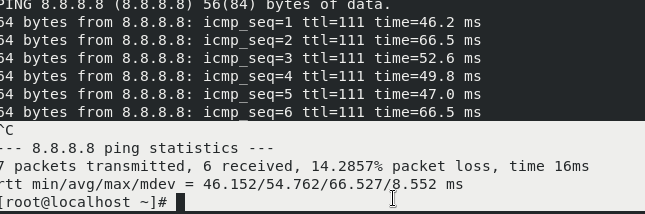 PING 8.8.8.8 (8.8.8.8) 56(84) bytes of data.
64 bytes from 8.8.8.8: icmp_seq=1 ttl=111 time=46.2 ms
64 bytes from 8.8.8.8: icmp_seq=2 ttl=111 time=66.5 ms
64 bytes from 8.8.8.8: icmp_seq=3 ttl=111 time=52.6 ms
64 bytes from 8.8.8.8: icmp_seq=4 ttl=111 time=49.8 ms
64 bytes from 8.8.8.8: icmp_seq=5 ttl=111 time=47.0 ms
64 bytes from 8.8.8.8: icmp_seq=6 ttl=111 time=66.5 ms
^C
--- 8.8.8.8 ping statistics ---
7 packets transmitted, 6 received, 14.2857% packet loss, time 16ms
rtt min/avg/max/mdev = 46.152/54.762/66.527/8.552 ms
[root@localhost ~]#